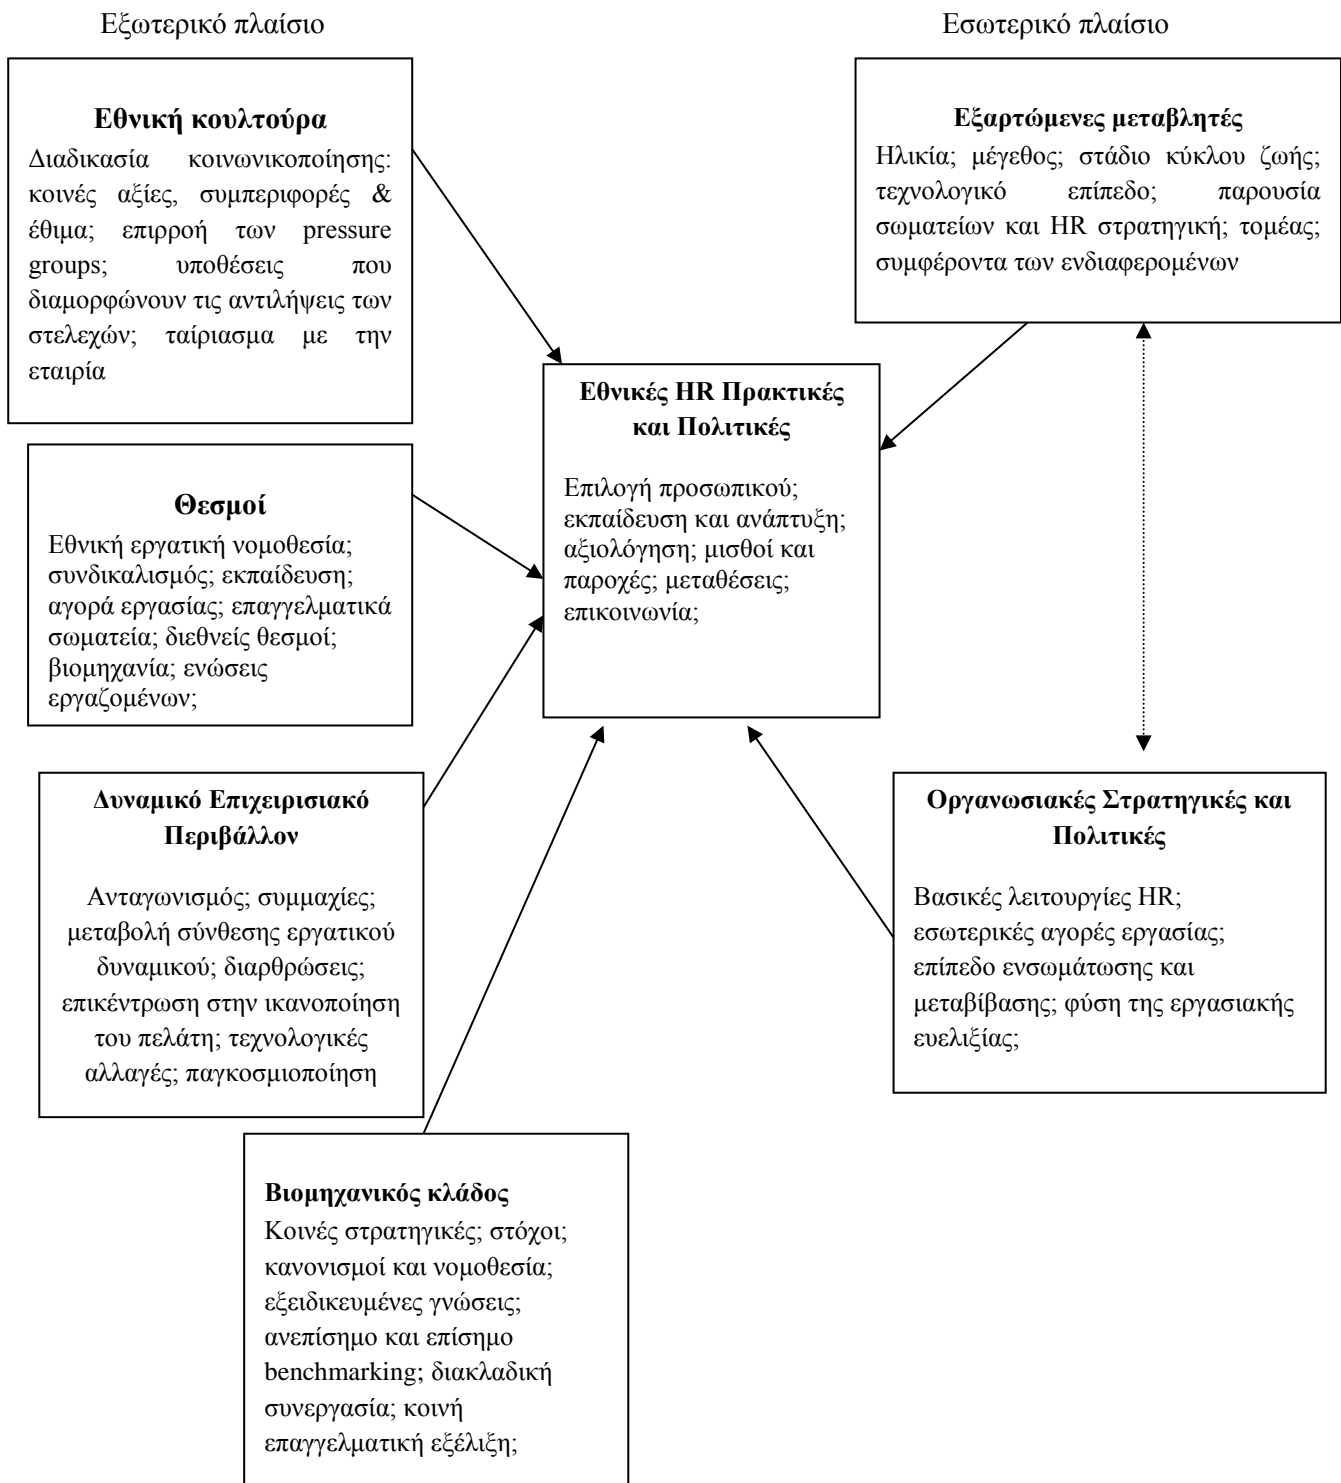 Εξωτερικό πλαίσιο
Εσωτερικό πλαίσιο
Εθνική κουλτούρα
Διαδικασία κοινωνικοποίησης:
κοινές αξίες, συμπεριφορές &
έθιμα; επιρροή των pressure
groups; υποθέσεις που
διαμορφώνουν τις αντιλήψεις των
στελεχών; ταίριασμα με την
εταιρία
Εξαρτώμενες μεταβλητές
Ηλικία; μέγεθος; στάδιο κύκλου ζωής;
τεχνολογικό επίπεδο; παρουσία
σωματείων και HR στρατηγική; τομέας;
συμφέροντα των ενδιαφερομένων
Εθνικές HR Πρακτικές
και Πολιτικές
Επιλογή προσωπικού;
εκπαίδευση και ανάπτυξη;
αξιολόγηση; μισθοί και
παροχές; μεταθέσεις;
επικοινωνία;
Θεσμοί
Εθνική εργατική νομοθεσία;
συνδικαλισμός; εκπαίδευση;
αγορά εργασίας; επαγγελματικά
σωματεία; διεθνείς θεσμοί;
βιομηχανία; ενώσεις
εργαζομένων;
Δυναμικό Επιχειρισιακό
Περιβάλλον
Ανταγωνισμός; συμμαχίες;
μεταβολή σύνθεσης εργατικού
δυναμικού; διαρθρώσεις;
επικέντρωση στην ικανοποίηση
του πελάτη; τεχνολογικές
αλλαγές; παγκοσμιοποίηση
Οργανωσιακές Στρατηγικές και
Πολιτικές
Βασικές λειτουργίες HR;
εσωτερικές αγορές εργασίας;
επίπεδο ενσωμάτωσης και
μεταβίβασης; φύση της εργασιακής
ευελιξίας;
Βιομηχανικός κλάδος
Κοινές στρατηγικές; στόχοι;
κανονισμοί και νομοθεσία;
εξειδικευμένες γνώσεις;
ανεπίσημο και επίσημο
benchmarking; διακλαδική
συνεργασία; κοινή
επαγγελματική εξέλιξη;